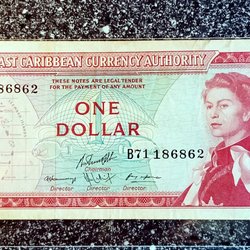 EAST CARIBBEAN CURRENCY AUTHORITY
THESE NOTES ARE LEGAL TENDER
FOR THE PAYMENT OF ANY AMOUNT
186862
ONE
DOLLAR
B71 186862
Chairman
Director Director Director